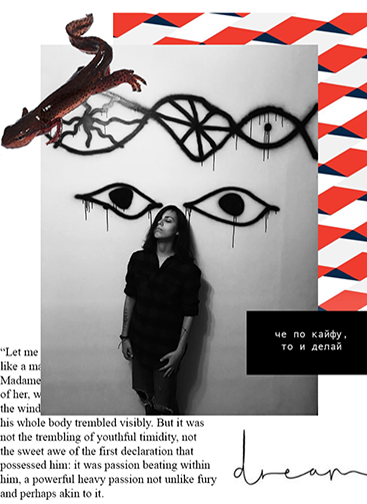 че по кайфу,
то и делай
“Let me
like a ma
Madame
of her, w
the wind
his whole body trembled visibly. But it was
not the trembling of youthful timidity, not
the sweet awe of the first declaration that
possessed him: it was passion beating within
him, a powerful heavy passion not unlike fury
and perhaps akin to it.
dream